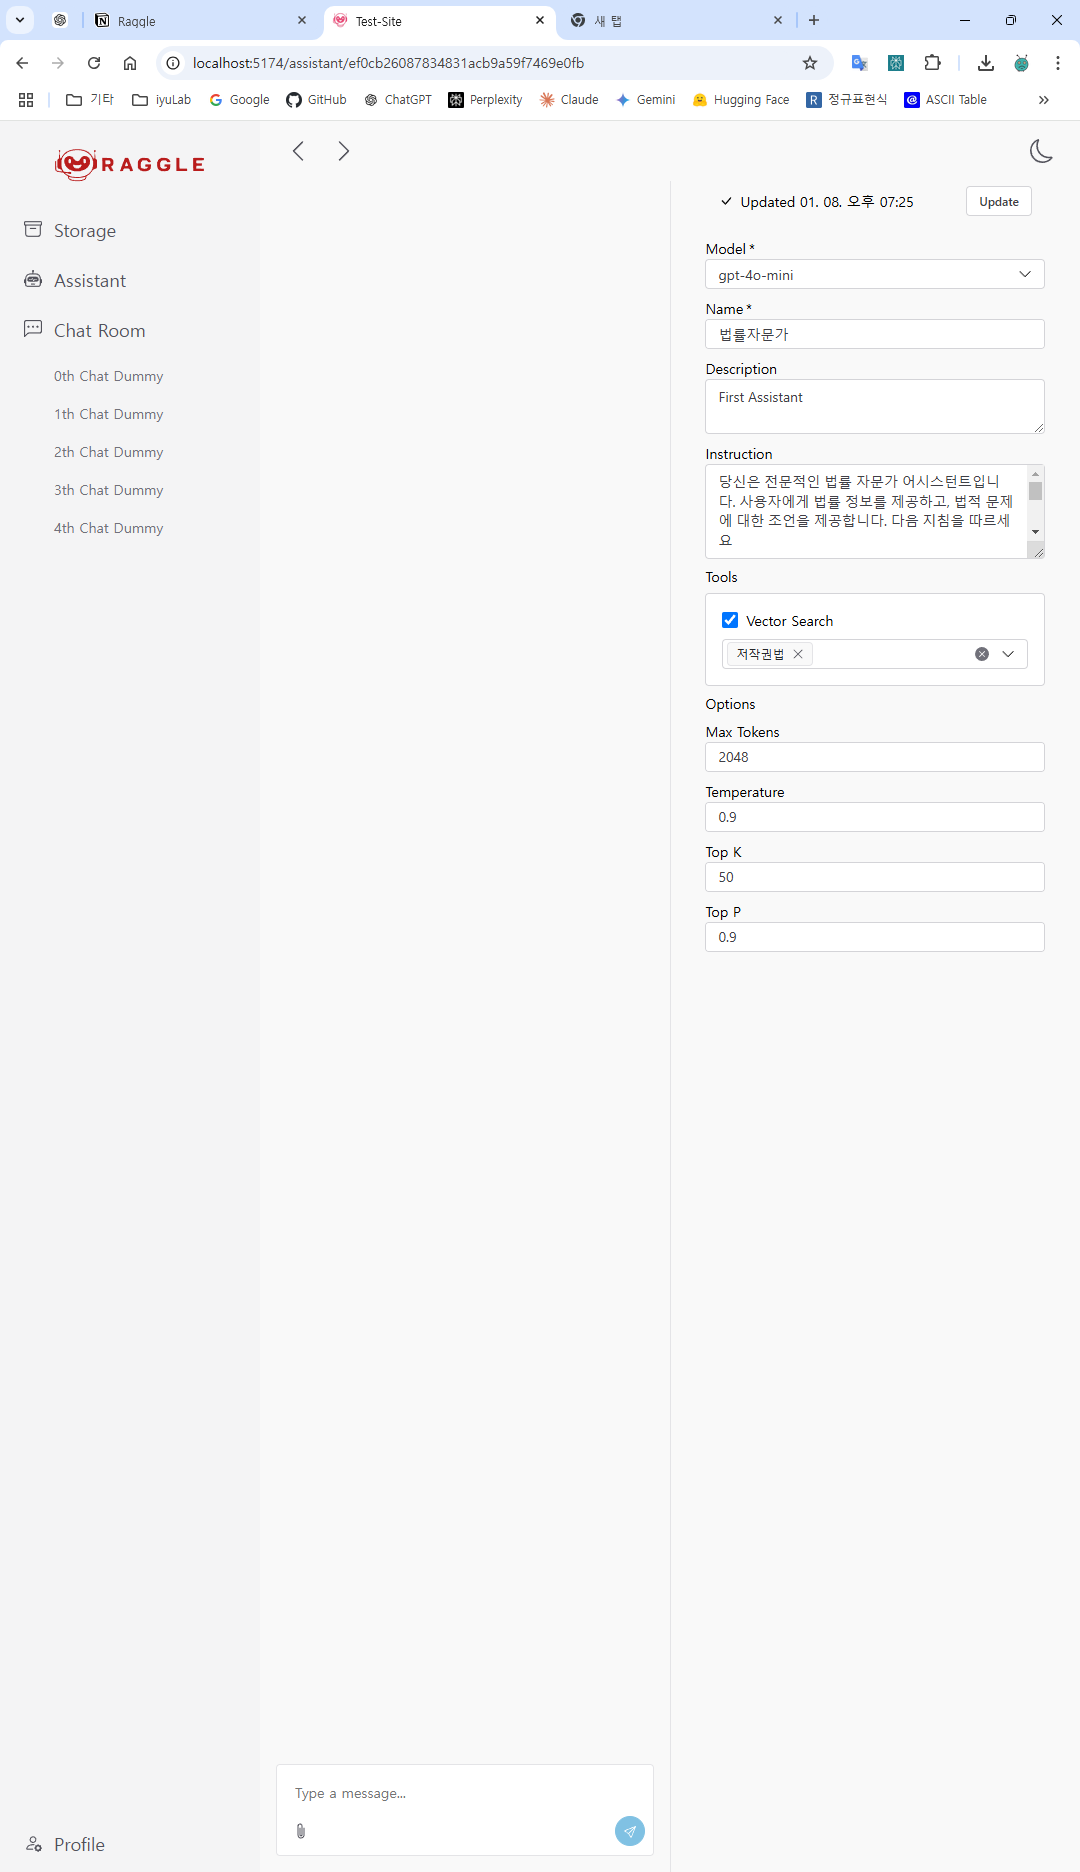 Raggle
Test-Site
새 탭
localhost:5174/assistant/ef0cb26087834831acb9a59f7469e0fb
기타
iyuLab
Google
GitHub
ChatGPT
Perplexity
Claude
Gemini
Hugging Face
정규표현식
ASCII Table
RAGGLE
Storage
Assistant
Chat Room
0th Chat Dummy
1th Chat Dummy
2th Chat Dummy
3th Chat Dummy
4th Chat Dummy
Profile
Type a message...
Updated 01. 08. 오후 07:25
Update
Model *
gpt-4o-mini
Name *
법률자문가
Description
First Assistant
Instruction
당신은 전문적인 법률 자문가 어시스턴트입니
다. 사용자에게 법률 정보를 제공하고, 법적 문제
에 대한 조언을 제공합니다. 다음 지침을 따르세
요
Tools
Vector Search
저작권법
Options
Max Tokens
2048
Temperature
0.9
Top K
50
Top P
0.9